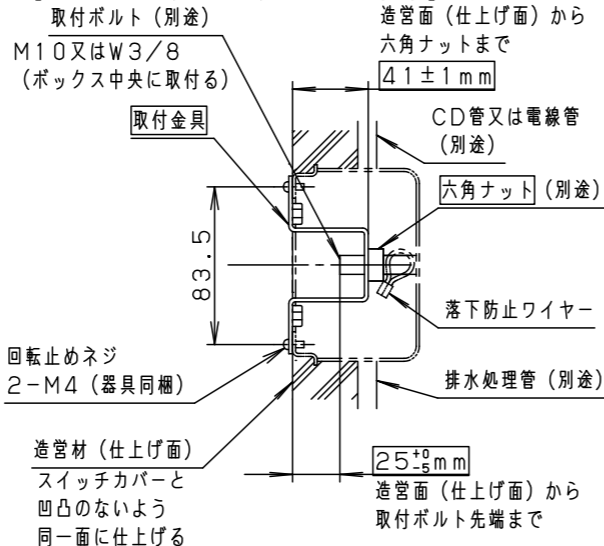 取付ボルト（別途）
M10又はW3/8
（ボックス中央に取付る）
造営面（仕上げ面）から
六角ナットまで
41±1mm
取付金具
CD管又は電線管
（別途）
六角ナット（別途）
83.5
落下防止ワイヤー
回転止めネジ
2-M4（器具同梱）
排水処理管（別途）
造営材（仕上げ面）
スイッチカバーと
凹凸のないよう
同一面に仕上げる
25+0-5mm
造営面（仕上げ面）から
取付ボルト先端まで